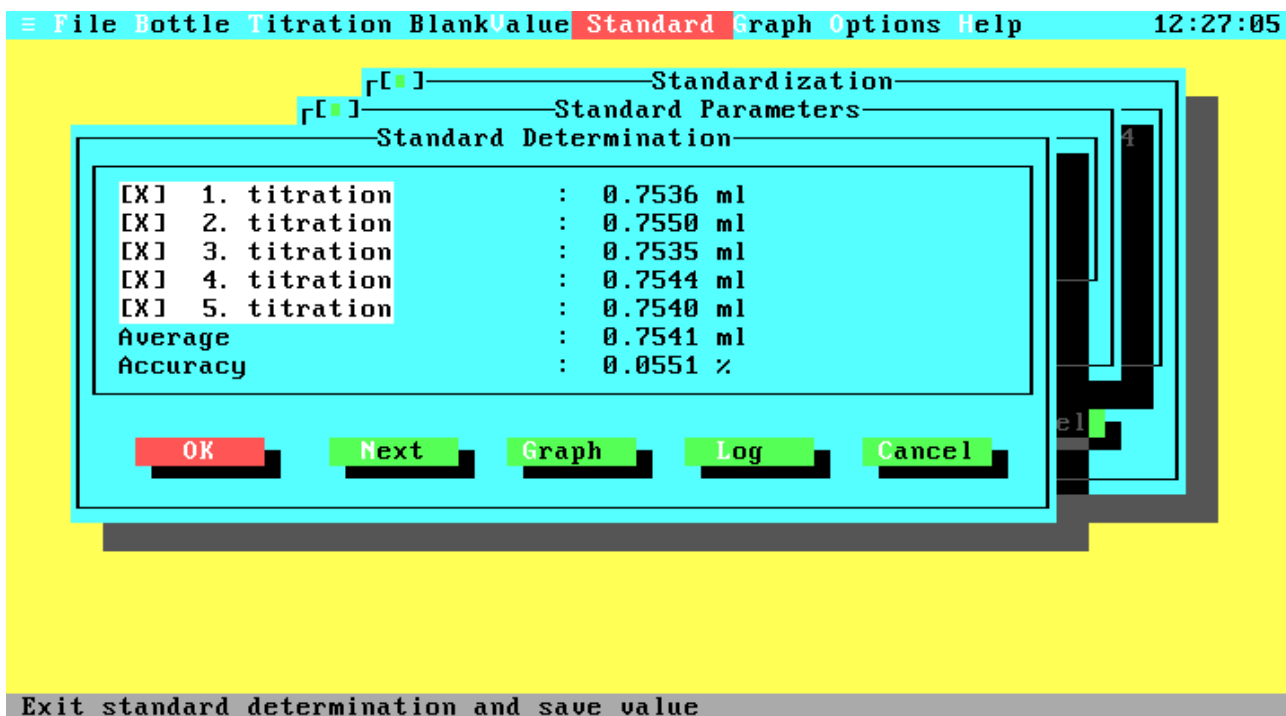 ≡ File Bottle Titration BlankValue Standard Graph Options Help 12:27:05
[▪] Standardization
[▪] Standard Parameters
Standard Determination
4
[X] 1. titration : 0.7536 ml
[X] 2. titration : 0.7550 ml
[X] 3. titration : 0.7535 ml
[X] 4. titration : 0.7544 ml
[X] 5. titration : 0.7540 ml
Average : 0.7541 ml
Accuracy : 0.0551 %
el
OK Next Graph Log Cancel
Exit standard determination and save value